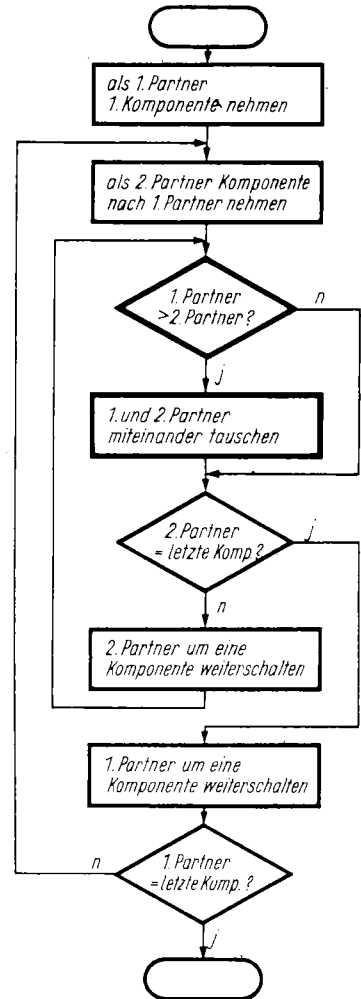 als 1. Partner
1. Komponente nehmen
als 2. Partner Komponente
nach 1. Partner nehmen
1. Partner
> 2. Partner?
n
j
1. und 2. Partner
miteinander tauschen
2. Partner
= letzte Komp.?
j
n
2. Partner um eine
Komponente weiterschalten
1. Partner um eine
Komponente weiterschalten
1. Partner
= letzte Komp.?
n
j